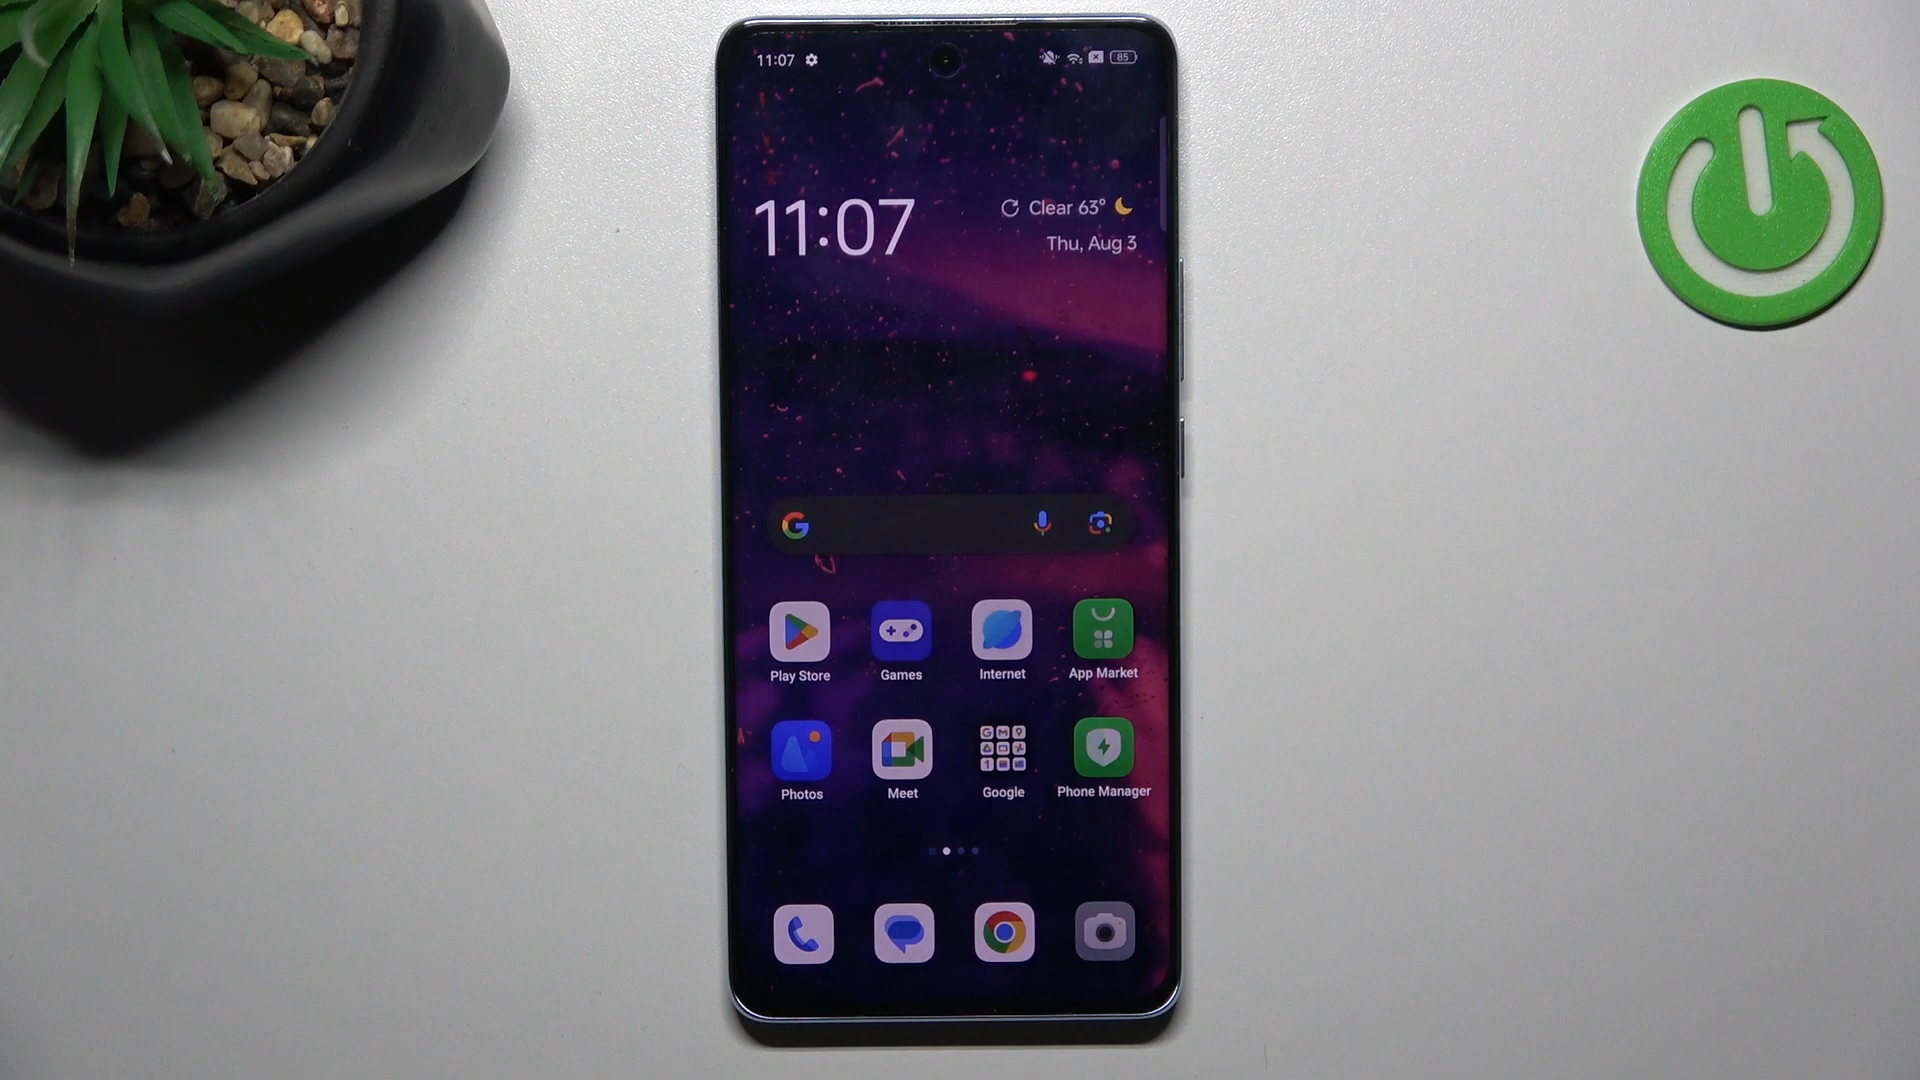 11:07
85
11:07
Clear 63°
Thu, Aug 3
Play Store
Games
Internet
App Market
Photos
Meet
Google
Phone Manager